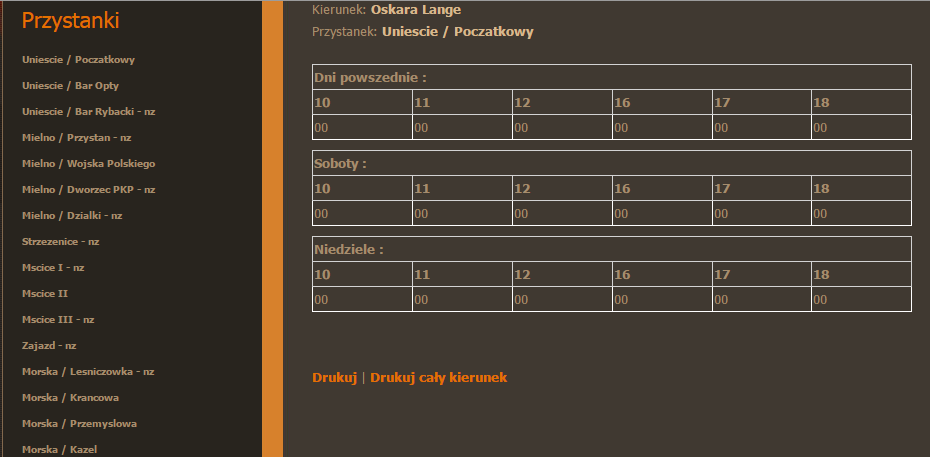 Przystanki
Uniescie / Poczatkowy
Uniescie / Bar Opty
Uniescie / Bar Rybacki - nz
Mielno / Przystan - nz
Mielno / Wojska Polskiego
Mielno / Dworzec PKP - nz
Mielno / Dzialki - nz
Strzezenice - nz
Mscice I - nz
Mscice II
Mscice III - nz
Zajazd - nz
Morska / Lesniczowka - nz
Morska / Krancowa
Morska / Przemyslowa
Morska / Kazel
Kierunek: Oskara Lange
Przystanek: Uniescie / Poczatkowy
Dni powszednie :
10 11 12 16 17 18
00 00 00 00 00 00
Soboty :
10 11 12 16 17 18
00 00 00 00 00 00
Niedziele :
10 11 12 16 17 18
00 00 00 00 00 00
Drukuj | Drukuj cały kierunek